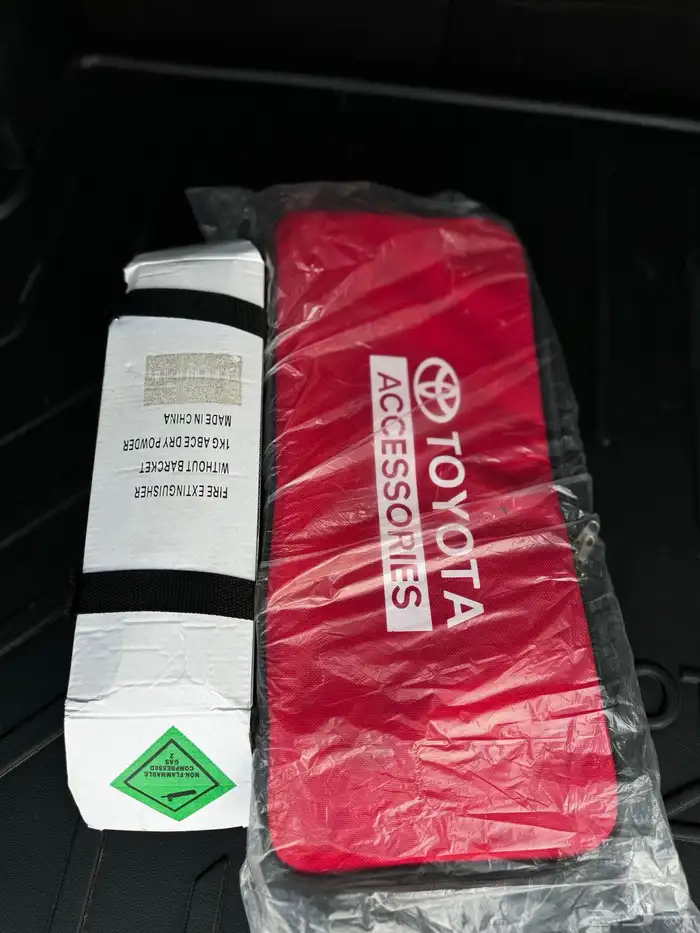 FIRE EXTINGUISHER
WITHOUT BARCKET
1KG ABCE DRY POWDER
MADE IN CHINA
NON-FLAMMABLE
COMPRESSED
GAS
2
TOYOTA
ACCESSORIES